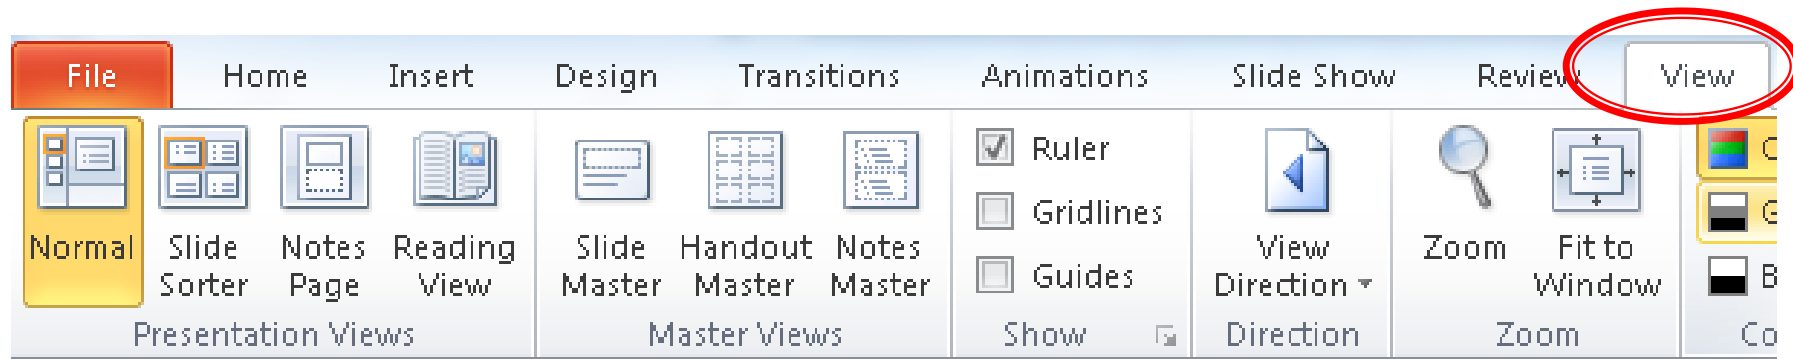 File Home Insert Design Transitions Animations Slide Show Review View
Normal Slide Sorter Notes Page Reading View
Presentation Views
Slide Master Handout Master Notes Master
Master Views
Ruler
Gridlines
Guides
Show
View Direction
Direction
Zoom Fit to Window
Zoom